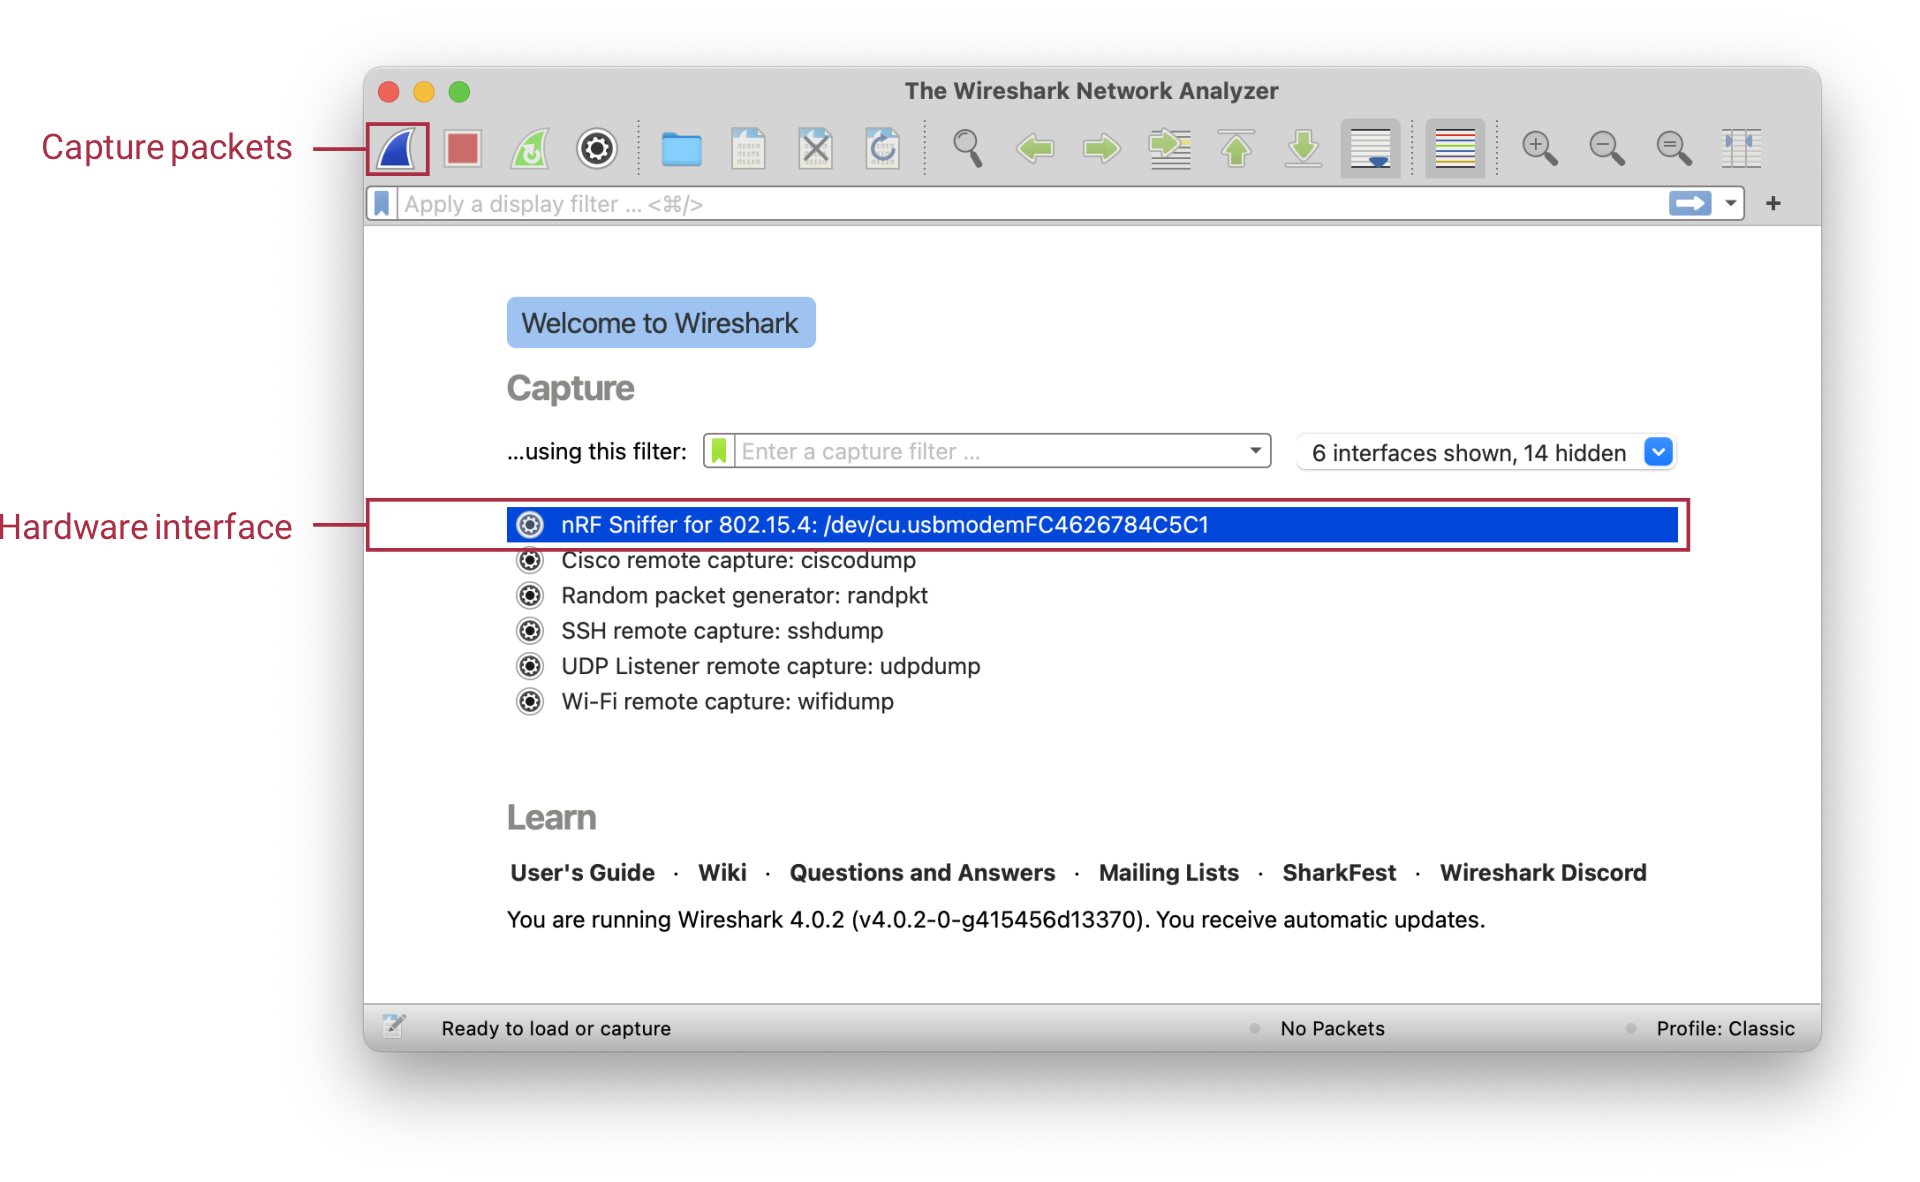 The Wireshark Network Analyzer
Capture packets
Apply a display filter ... <⌘/>
+
Welcome to Wireshark
Capture
...using this filter:
Enter a capture filter ...
6 interfaces shown, 14 hidden
Hardware interface
nRF Sniffer for 802.15.4: /dev/cu.usbmodemFC4626784C5C1
Cisco remote capture: ciscodump
Random packet generator: randpkt
SSH remote capture: sshdump
UDP Listener remote capture: udpdump
Wi-Fi remote capture: wifidump
Learn
User's Guide · Wiki · Questions and Answers · Mailing Lists · SharkFest · Wireshark Discord
You are running Wireshark 4.0.2 (v4.0.2-0-g415456d13370). You receive automatic updates.
Ready to load or capture
No Packets
Profile: Classic